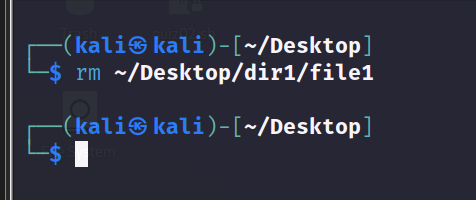 ┌──(kali㉿kali)-[~/Desktop]
└─$ rm ~/Desktop/dir1/file1
┌──(kali㉿kali)-[~/Desktop]
└─$